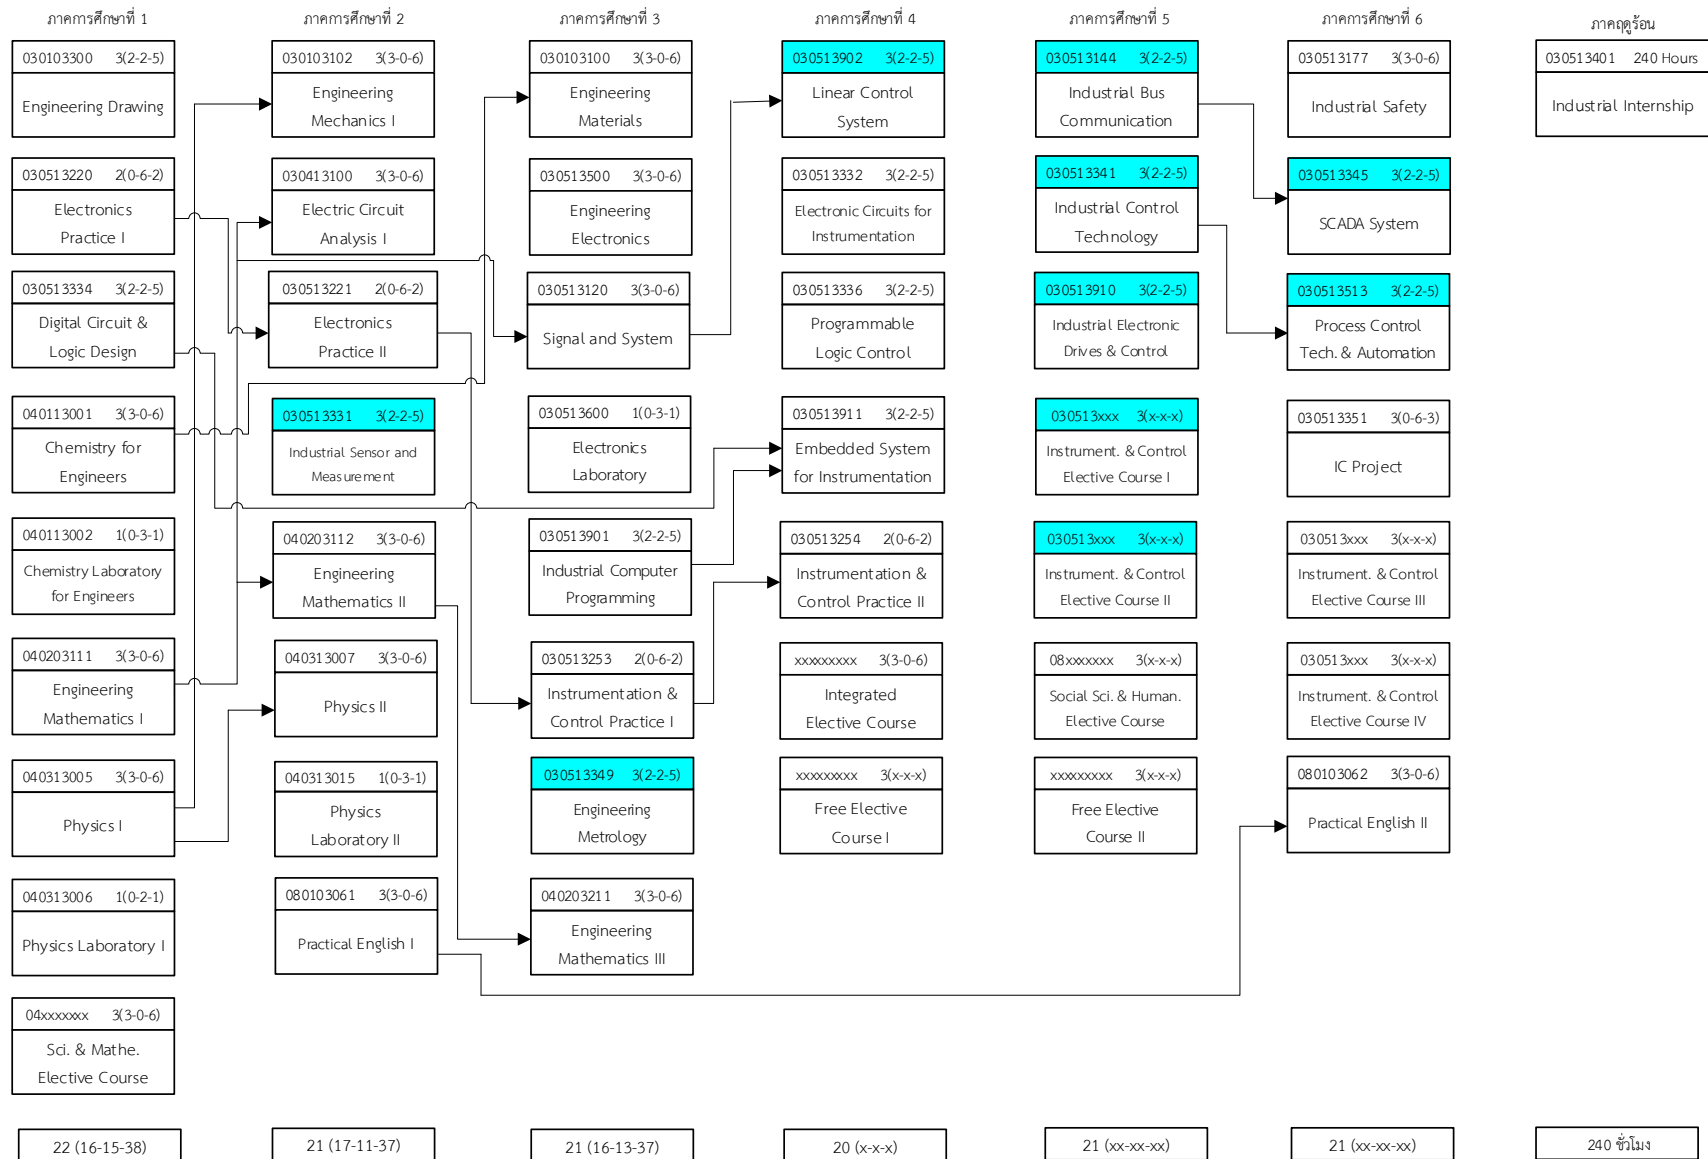 ภาคการศึกษาที่ 1
030103300 3(2-2-5)
Engineering Drawing
030513220 2(0-6-2)
Electronics
Practice I
030513334 3(2-2-5)
Digital Circuit &
Logic Design
040113001 3(3-0-6)
Chemistry for
Engineers
040113002 1(0-3-1)
Chemistry Laboratory
for Engineers
040203111 3(3-0-6)
Engineering
Mathematics I
040313005 3(3-0-6)
Physics I
040313006 1(0-2-1)
Physics Laboratory I
04xxxxxxx 3(3-0-6)
Sci. & Mathe.
Elective Course
22 (16-15-38)
ภาคการศึกษาที่ 2
030103102 3(3-0-6)
Engineering
Mechanics I
030413100 3(3-0-6)
Electric Circuit
Analysis I
030513221 2(0-6-2)
Electronics
Practice II
030513331 3(2-2-5)
Industrial Sensor and
Measurement
040203112 3(3-0-6)
Engineering
Mathematics II
040313007 3(3-0-6)
Physics II
040313015 1(0-3-1)
Physics
Laboratory II
080103061 3(3-0-6)
Practical English I
21 (17-11-37)
ภาคการศึกษาที่ 3
030103100 3(3-0-6)
Engineering
Materials
030513500 3(3-0-6)
Engineering
Electronics
030513120 3(3-0-6)
Signal and System
030513600 1(0-3-1)
Electronics
Laboratory
030513901 3(2-2-5)
Industrial Computer
Programming
030513253 2(0-6-2)
Instrumentation &
Control Practice I
030513349 3(2-2-5)
Engineering
Metrology
040203211 3(3-0-6)
Engineering
Mathematics III
21 (16-13-37)
ภาคการศึกษาที่ 4
030513902 3(2-2-5)
Linear Control
System
030513332 3(2-2-5)
Electronic Circuits for
Instrumentation
030513336 3(2-2-5)
Programmable
Logic Control
030513911 3(2-2-5)
Embedded System
for Instrumentation
030513254 2(0-6-2)
Instrumentation &
Control Practice II
xxxxxxxxx 3(3-0-6)
Integrated
Elective Course
xxxxxxxxx 3(x-x-x)
Free Elective
Course I
20 (x-x-x)
ภาคการศึกษาที่ 5
030513144 3(2-2-5)
Industrial Bus
Communication
030513341 3(2-2-5)
Industrial Control
Technology
030513910 3(2-2-5)
Industrial Electronic
Drives & Control
030513xxx 3(x-x-x)
Instrument. & Control
Elective Course I
030513xxx 3(x-x-x)
Instrument. & Control
Elective Course II
08xxxxxxx 3(x-x-x)
Social Sci. & Human.
Elective Course
xxxxxxxxx 3(x-x-x)
Free Elective
Course II
21 (xx-xx-xx)
ภาคการศึกษาที่ 6
030513177 3(3-0-6)
Industrial Safety
030513345 3(2-2-5)
SCADA System
030513513 3(2-2-5)
Process Control
Tech. & Automation
030513351 3(0-6-3)
IC Project
030513xxx 3(x-x-x)
Instrument. & Control
Elective Course III
030513xxx 3(x-x-x)
Instrument. & Control
Elective Course IV
080103062 3(3-0-6)
Practical English II
21 (xx-xx-xx)
ภาคฤดูร้อน
030513401 240 Hours
Industrial Internship
240 ชั่วโมง